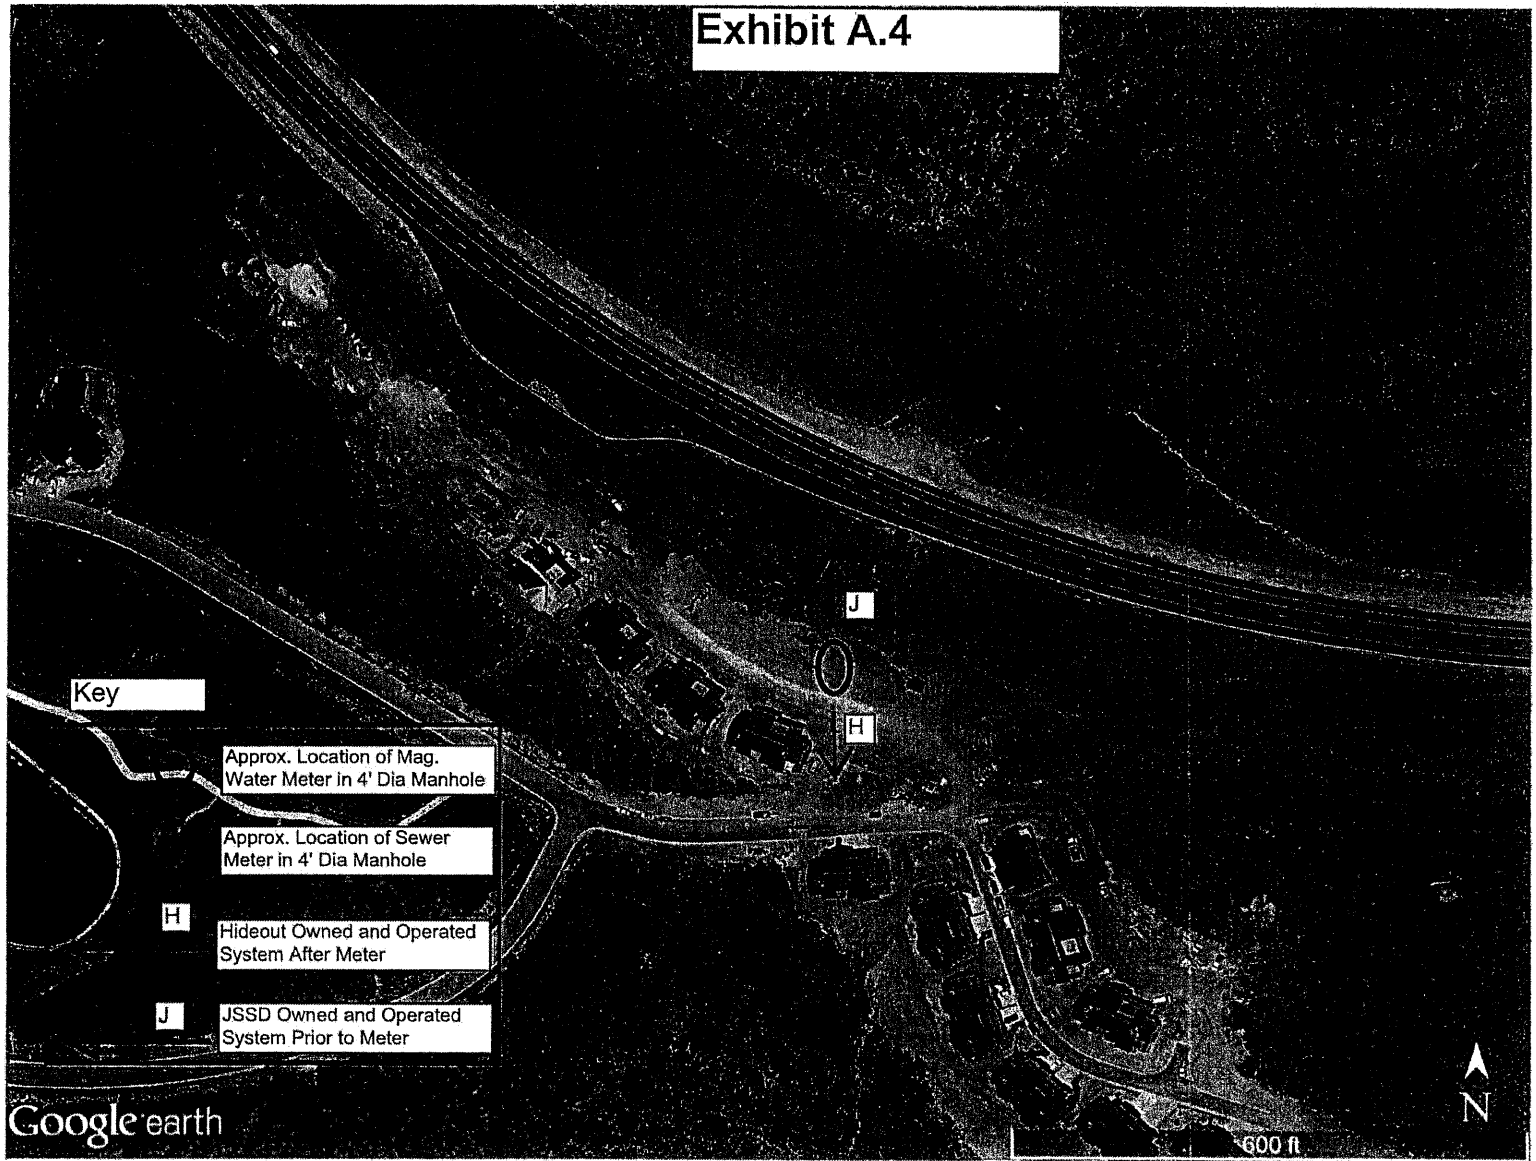 Exhibit A.4
J
H
Key
Approx. Location of Mag.
Water Meter in 4' Dia Manhole
Approx. Location of Sewer
Meter in 4' Dia Manhole
H
Hideout Owned and Operated
System After Meter
J
JSSD Owned and Operated
System Prior to Meter
Google earth
N
600 ft